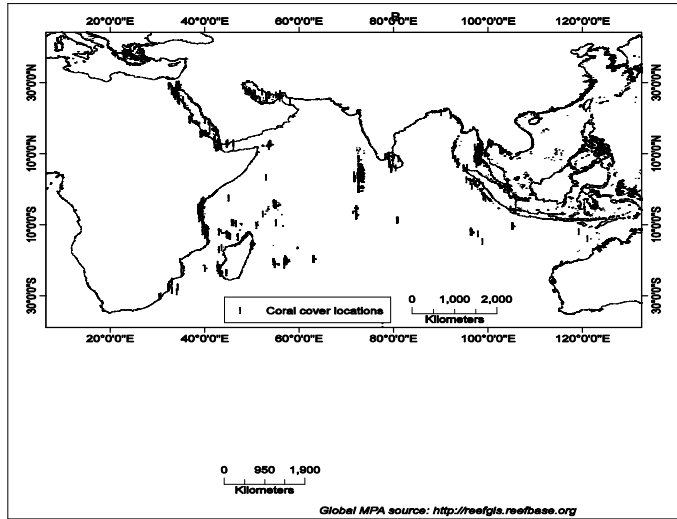 B
20°0'0"E 40°0'0"E 60°0'0"E 80°0'0"E 100°0'0"E 120°0'0"E
30°0'0"N 30°0'0"N
10°0'0"N 10°0'0"N
10°0'0"S 10°0'0"S
30°0'0"S 30°0'0"S
Coral cover locations
0 1,000 2,000
Kilometers
20°0'0"E 40°0'0"E 60°0'0"E 80°0'0"E 100°0'0"E 120°0'0"E
0 950 1,900
Kilometers
Global MPA source: http://reefgis.reefbase.org